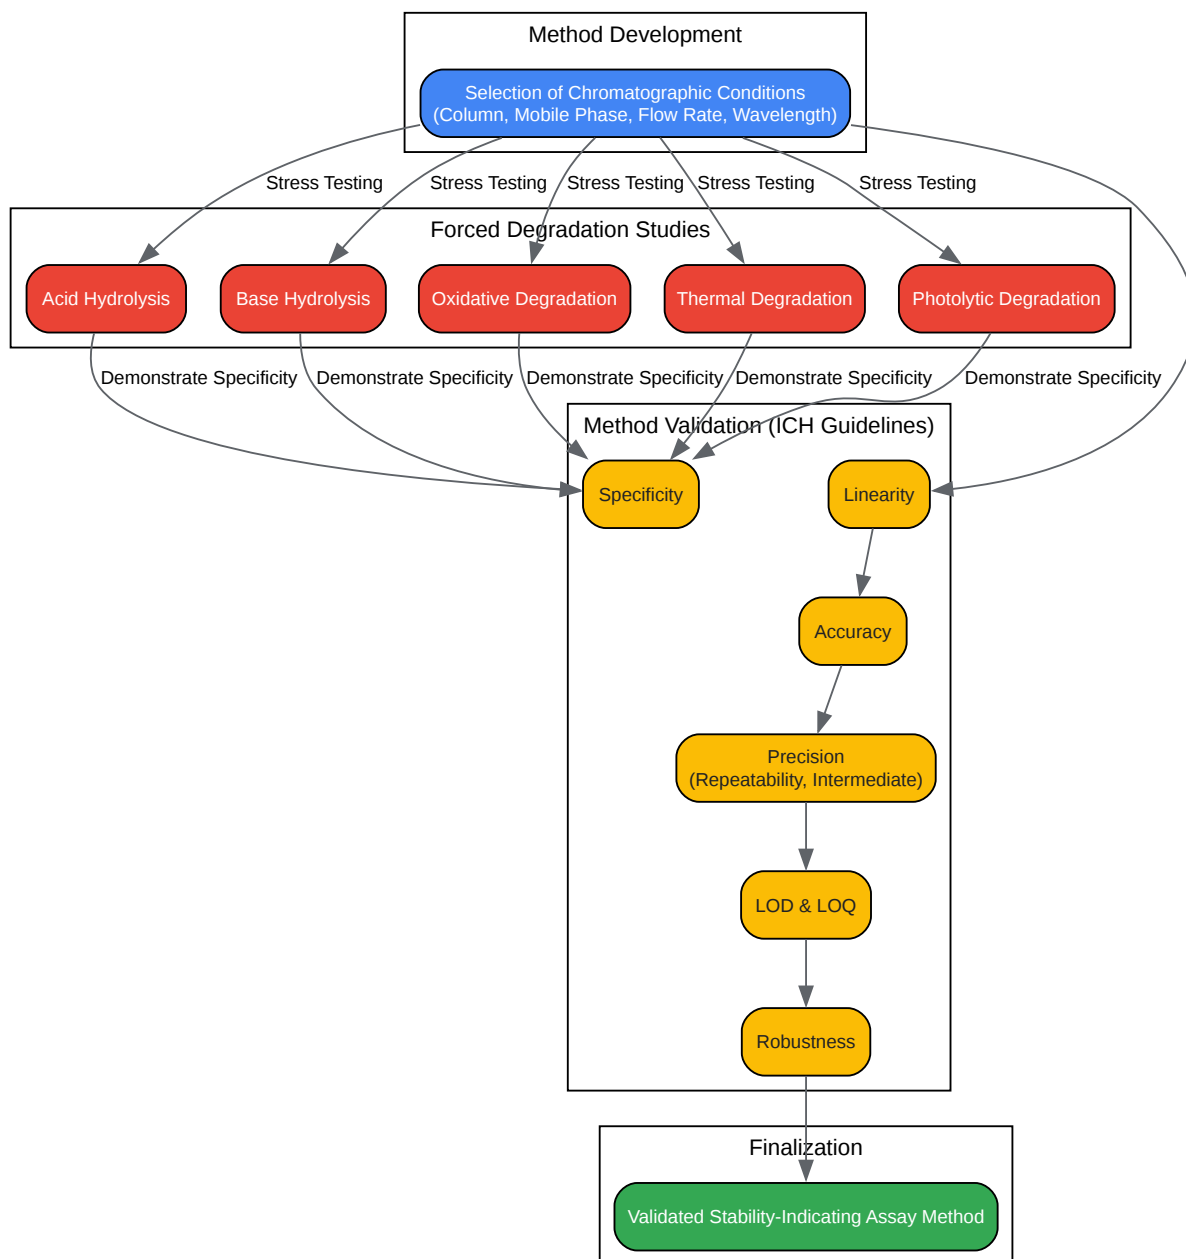 Method Development
Selection of Chromatographic Conditions
(Column, Mobile Phase, Flow Rate, Wavelength)
Stress Testing
Stress Testing
Stress Testing
Stress Testing
Stress Testing
Forced Degradation Studies
Acid Hydrolysis
Base Hydrolysis
Oxidative Degradation
Thermal Degradation
Photolytic Degradation
Demonstrate Specificity
Demonstrate Specificity
Demonstrate Specificity
Demonstrate Specificity
Demonstrate Specificity
Method Validation (ICH Guidelines)
Specificity
Linearity
Accuracy
Precision
(Repeatability, Intermediate)
LOD & LOQ
Robustness
Finalization
Validated Stability-Indicating Assay Method